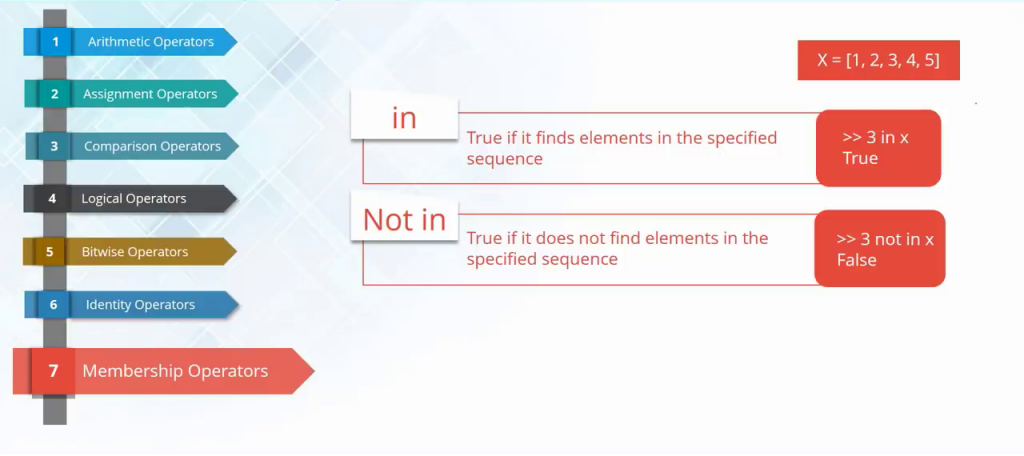 1 Arithmetic Operators
2 Assignment Operators
3 Comparison Operators
4 Logical Operators
5 Bitwise Operators
6 Identity Operators
7 Membership Operators
X = [1, 2, 3, 4, 5]
in
True if it finds elements in the specified
sequence
>> 3 in x
True
Not in
True if it does not find elements in the
specified sequence
>> 3 not in x
False